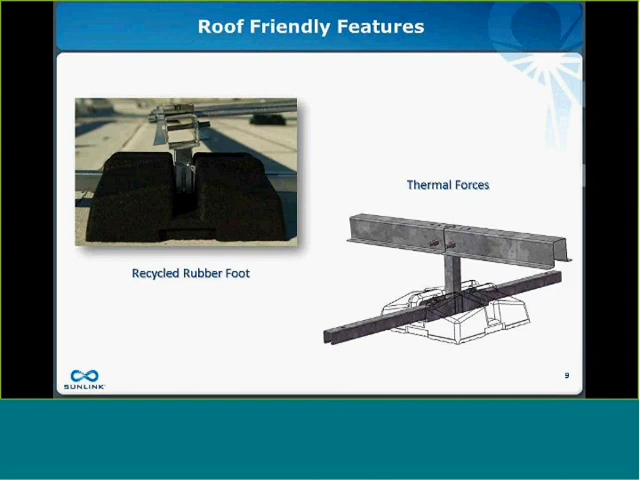 Roof Friendly Features
Thermal Forces
Recycled Rubber Foot
SUNLINK
9